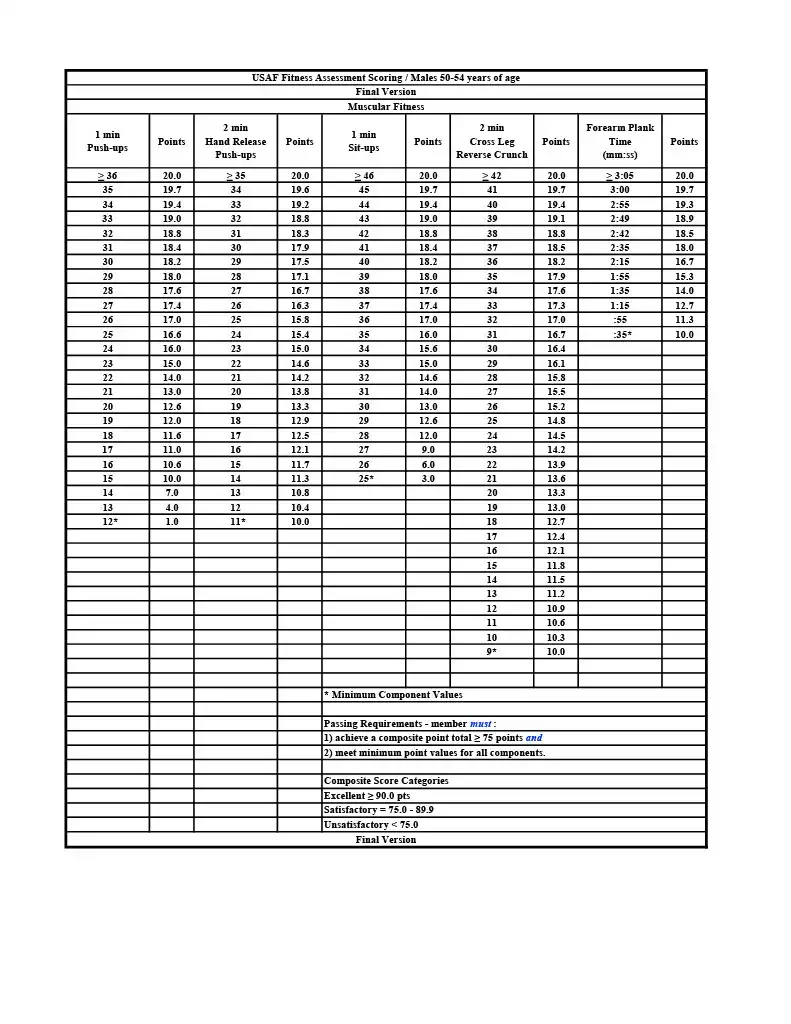 USAF Fitness Assessment Scoring / Males 50-54 years of age
Final Version
Muscular Fitness
1 min Push-ups Points 2 min Hand Release Push-ups Points 1 min Sit-ups Points 2 min Cross Leg Reverse Crunch Points Forearm Plank Time (mm:ss) Points
≥ 36 20.0 ≥ 35 20.0 ≥ 46 20.0 ≥ 42 20.0 ≥ 3:05 20.0
35 19.7 34 19.6 45 19.7 41 19.7 3:00 19.7
34 19.4 33 19.2 44 19.4 40 19.4 2:55 19.3
33 19.0 32 18.8 43 19.0 39 19.1 2:49 18.9
32 18.8 31 18.3 42 18.8 38 18.8 2:42 18.5
31 18.4 30 17.9 41 18.4 37 18.5 2:35 18.0
30 18.2 29 17.5 40 18.2 36 18.2 2:15 16.7
29 18.0 28 17.1 39 18.0 35 17.9 1:55 15.3
28 17.6 27 16.7 38 17.6 34 17.6 1:35 14.0
27 17.4 26 16.3 37 17.4 33 17.3 1:15 12.7
26 17.0 25 15.8 36 17.0 32 17.0 :55 11.3
25 16.6 24 15.4 35 16.0 31 16.7 :35* 10.0
24 16.0 23 15.0 34 15.6 30 16.4
23 15.0 22 14.6 33 15.0 29 16.1
22 14.0 21 14.2 32 14.6 28 15.8
21 13.0 20 13.8 31 14.0 27 15.5
20 12.6 19 13.3 30 13.0 26 15.2
19 12.0 18 12.9 29 12.6 25 14.8
18 11.6 17 12.5 28 12.0 24 14.5
17 11.0 16 12.1 27 9.0 23 14.2
16 10.6 15 11.7 26 6.0 22 13.9
15 10.0 14 11.3 25* 3.0 21 13.6
14 7.0 13 10.8 20 13.3
13 4.0 12 10.4 19 13.0
12* 1.0 11* 10.0 18 12.7
17 12.4
16 12.1
15 11.8
14 11.5
13 11.2
12 10.9
11 10.6
10 10.3
9* 10.0
* Minimum Component Values
Passing Requirements - member must :
1) achieve a composite point total ≥ 75 points and
2) meet minimum point values for all components.
Composite Score Categories
Excellent ≥ 90.0 pts
Satisfactory = 75.0 - 89.9
Unsatisfactory < 75.0
Final Version